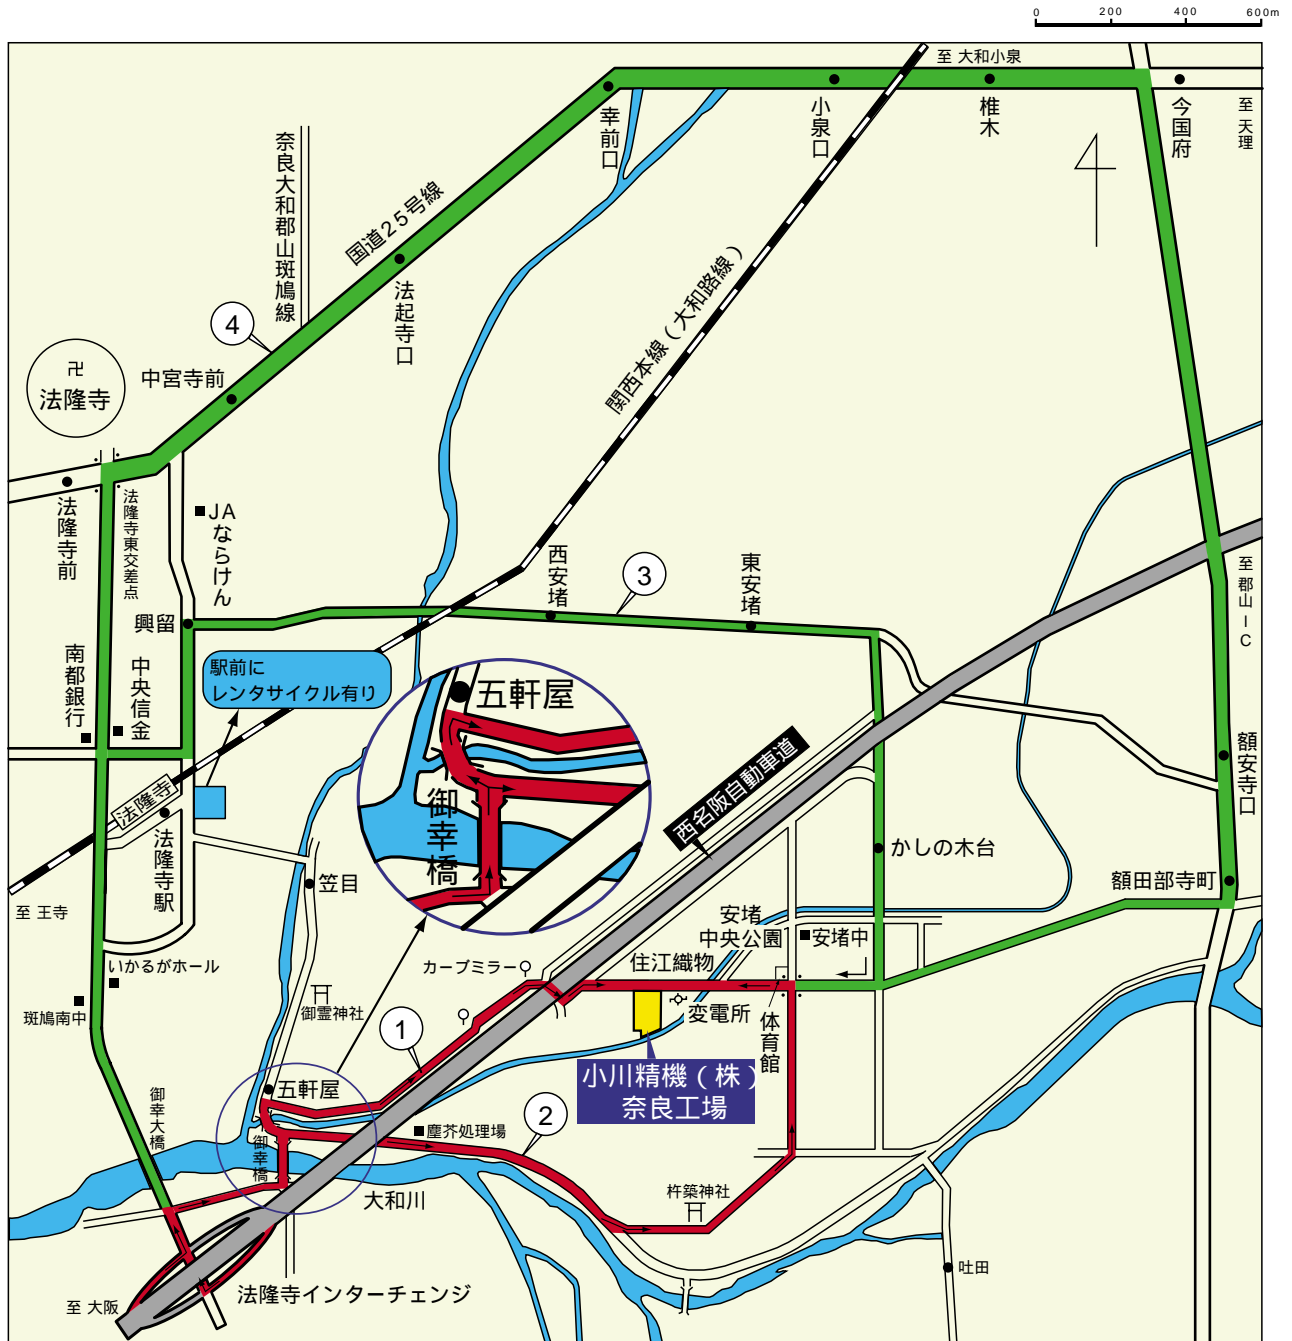 0 200 400 600m
至 大和小泉
幸前口
小泉口
椎木
今国府
至 天理
奈良大和郡山斑鳩線
国道25号線
法起寺口
関西本線(大和路線)
4
卍
法隆寺
中宮寺前
法隆寺前
法隆寺東交差点
JAならけん
西安堵
3
東安堵
至 郡山IC
興留
南都銀行
中央信金
駅前に
レンタサイクル有り
五軒屋
御幸橋
西名阪自動車道
額安寺口
法隆寺
法隆寺駅
笠目
かしの木台
額田部寺町
至 王寺
安堵
中央公園
安堵中
いかるがホール
カーブミラー
住江織物
斑鳩南中
御霊神社
1
変電所
体育館
小川精機(株)
奈良工場
五軒屋
御幸大橋
御幸橋
塵芥処理場
2
大和川
杵築神社
吐田
法隆寺インターチェンジ
至 大阪